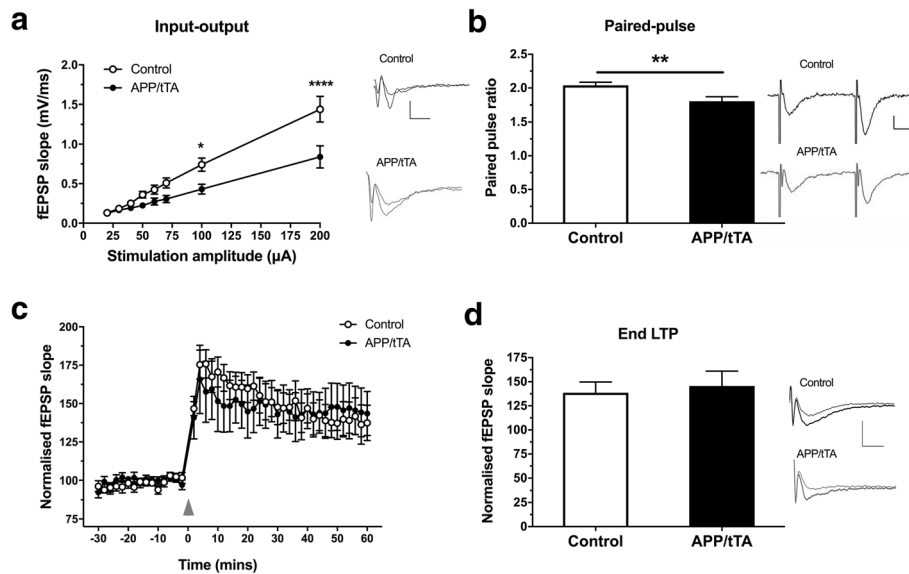 a
Input-output
Control
APP/tTA
fEPSP slope (mV/ms)
2.0
1.5
1.0
0.5
0.0
*
****
0 25 50 75 100 125 150 175 200
Stimulation amplitude (µA)
Control
APP/tTA
b
Paired-pulse
Paired pulse ratio
2.5
2.0
1.5
1.0
0.5
0.0
**
Control APP/tTA
Control
APP/tTA
c
Control
APP/tTA
Normalised fEPSP slope
200
175
150
125
100
75
-30 -20 -10 0 10 20 30 40 50 60
Time (mins)
d
End LTP
Normalised fEPSP slope
175
150
125
100
75
50
25
0
Control APP/tTA
Control
APP/tTA